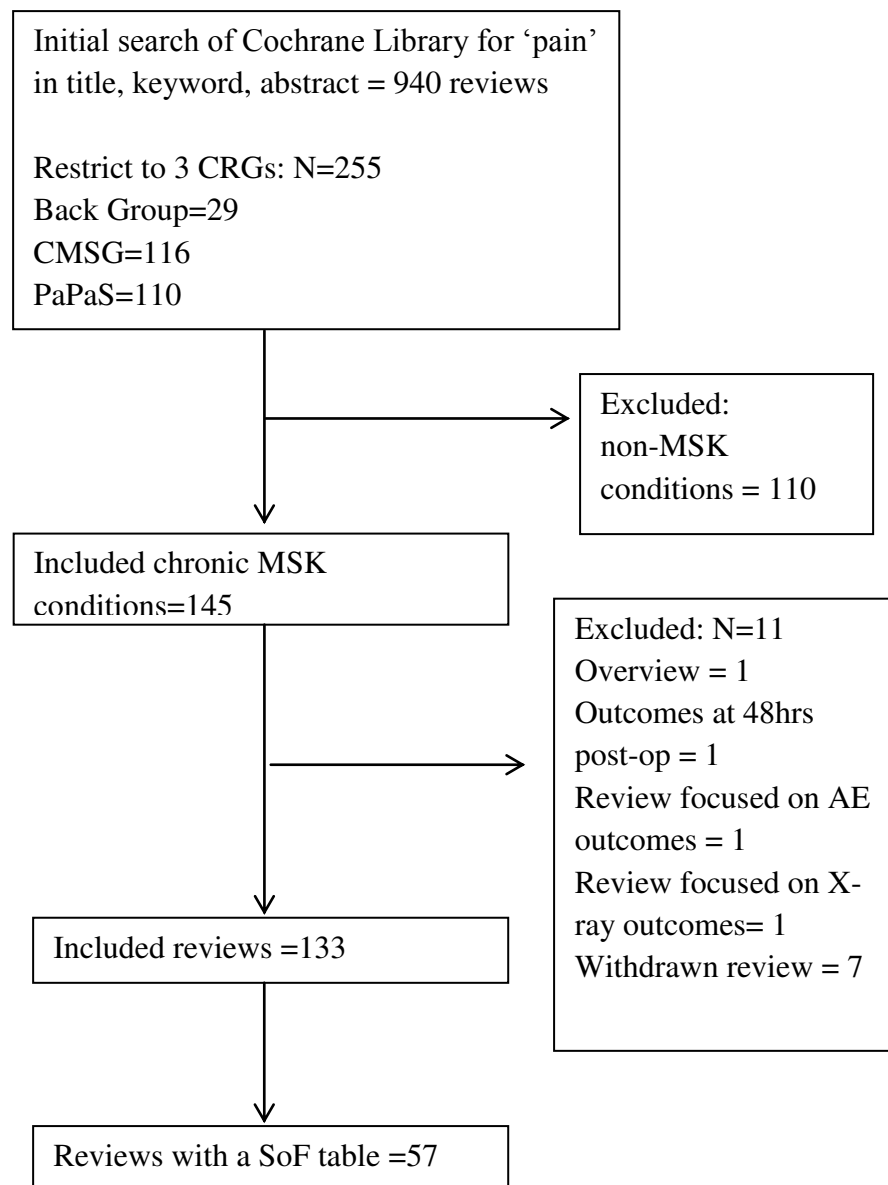 Initial search of Cochrane Library for ‘pain’
in title, keyword, abstract = 940 reviews
Restrict to 3 CRGs: N=255
Back Group=29
CMSG=116
PaPaS=110
Excluded:
non-MSK
conditions = 110
Included chronic MSK
conditions=145
Excluded: N=11
Overview = 1
Outcomes at 48hrs
post-op = 1
Review focused on AE
outcomes = 1
Review focused on X-
ray outcomes= 1
Withdrawn review = 7
Included reviews =133
Reviews with a SoF table =57